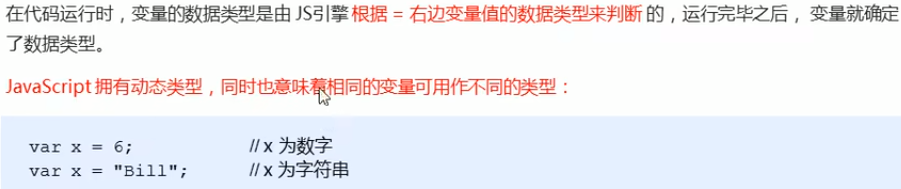 在代码运行时，变量的数据类型是由 JS引擎 根据 = 右边变量值的数据类型来判断 的，运行完毕之后， 变量就确定
了数据类型。
JavaScript 拥有动态类型，同时也意味着相同的变量可用作不同的类型：
var x = 6;   // x 为数字
var x = "Bill";   // x 为字符串